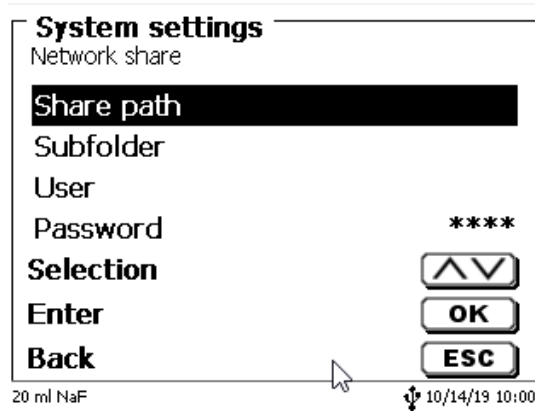 System settings
Network share
Share path
Subfolder
User
Password ****
Selection
Enter OK
Back ESC
20 ml NaF 10/14/19 10:00